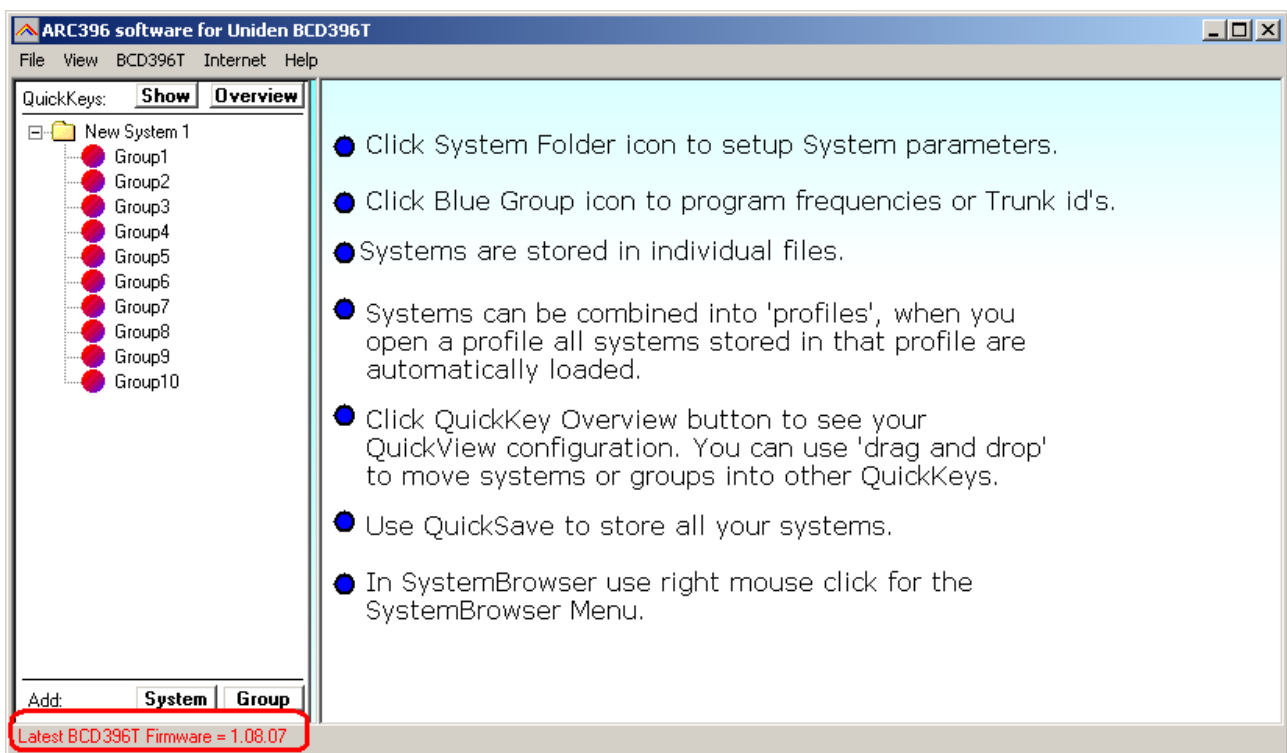 ARC396 software for Uniden BCD396T
File View BCD396T Internet Help
QuickKeys: Show Overview
New System 1
Group1
Group2
Group3
Group4
Group5
Group6
Group7
Group8
Group9
Group10
Add: System Group
Click System Folder icon to setup System parameters.
Click Blue Group icon to program frequencies or Trunk id's.
Systems are stored in individual files.
Systems can be combined into 'profiles', when you
open a profile all systems stored in that profile are
automatically loaded.
Click QuickKey Overview button to see your
QuickView configuration. You can use 'drag and drop'
to move systems or groups into other QuickKeys.
Use QuickSave to store all your systems.
In SystemBrowser use right mouse click for the
SystemBrowser Menu.
Latest BCD396T Firmware = 1.08.07